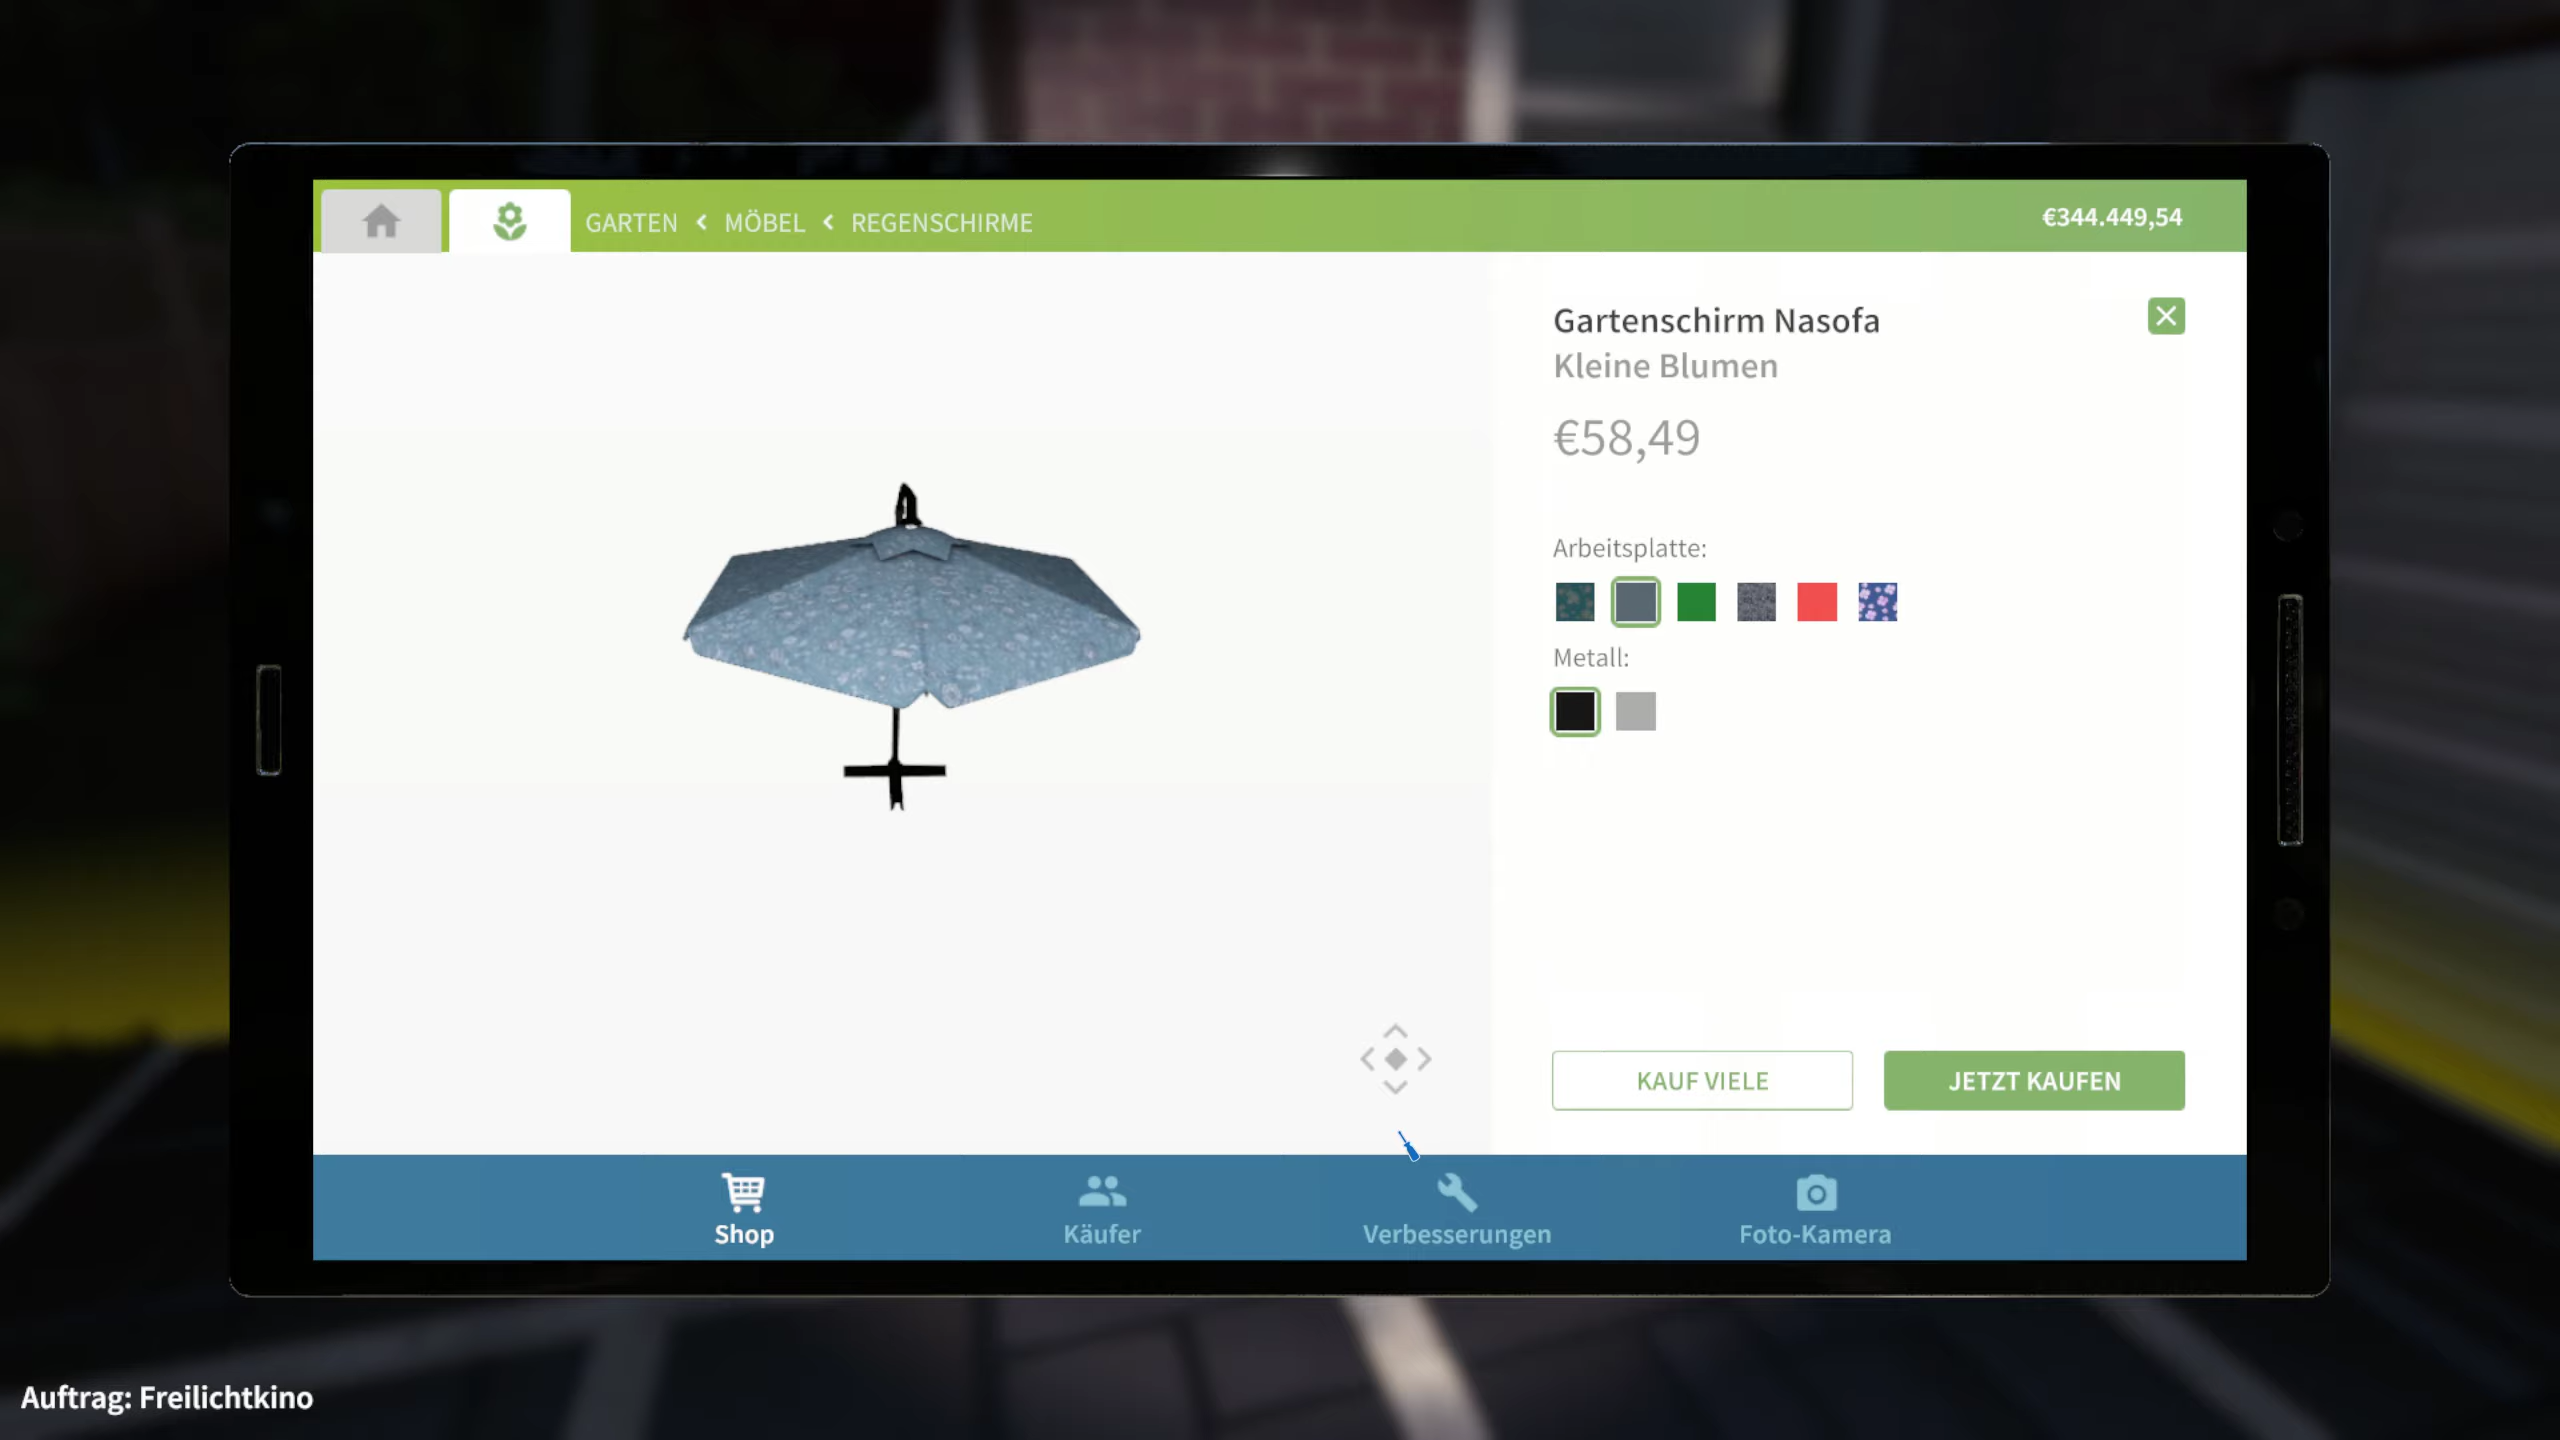 GARTEN < MÖBEL < REGENSCHIRME
€344.449,54
Gartenschirm Nasofa
Kleine Blumen
€58,49
Arbeitsplatte:
Metall:
KAUF VIELE
JETZT KAUFEN
Shop
Käufer
Verbesserungen
Foto-Kamera
Auftrag: Freilichtkino